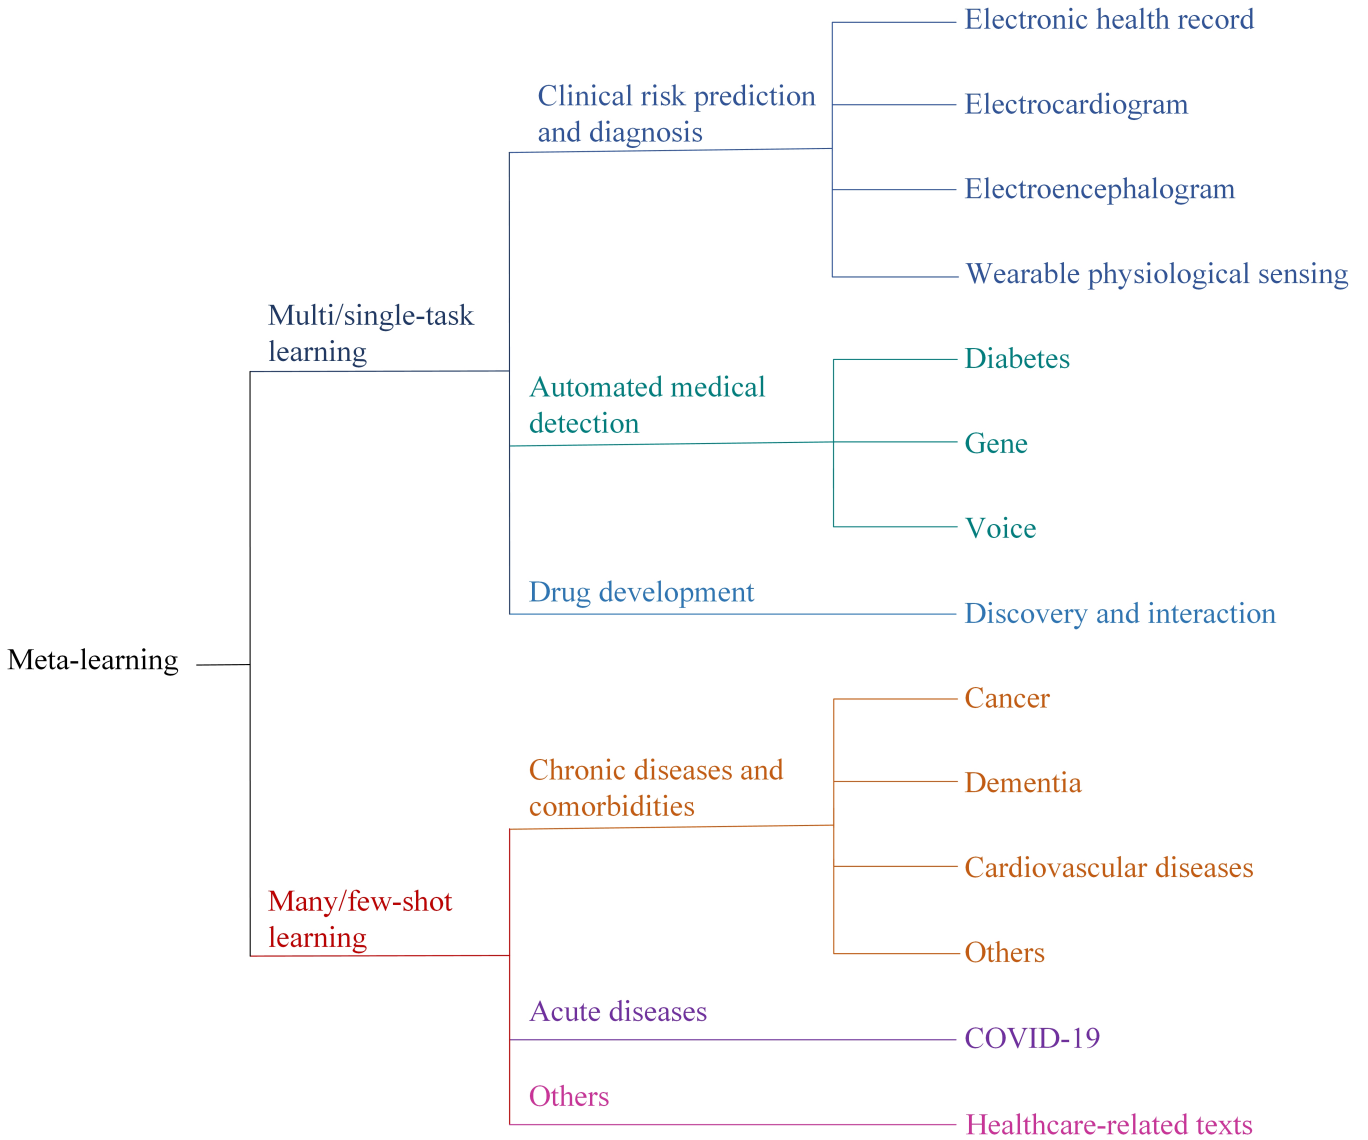 Electronic health record
Clinical risk prediction
and diagnosis
Electrocardiogram
Electroencephalogram
Wearable physiological sensing
Multi/single-task
learning
Automated medical
detection
Diabetes
Gene
Voice
Drug development
Discovery and interaction
Meta-learning
Cancer
Chronic diseases and
comorbidities
Dementia
Cardiovascular diseases
Many/few-shot
learning
Others
Acute diseases
COVID-19
Others
Healthcare-related texts